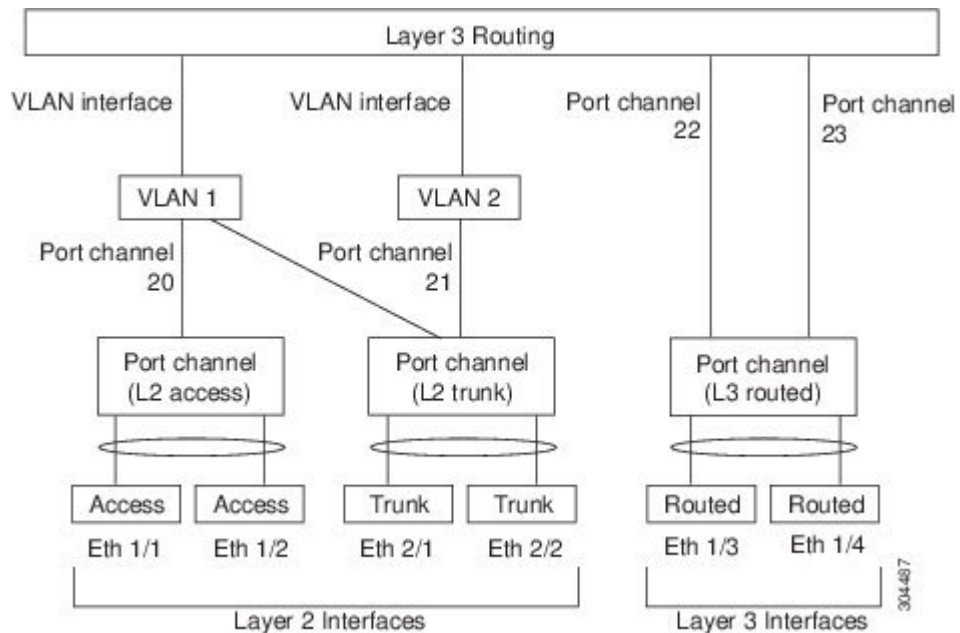 Layer 3 Routing
VLAN interface
VLAN interface
Port channel
22
Port channel
23
VLAN 1
VLAN 2
Port channel
20
Port channel
21
Port channel
(L2 access)
Port channel
(L2 trunk)
Port channel
(L3 routed)
Access
Access
Trunk
Trunk
Routed
Routed
Eth 1/1
Eth 1/2
Eth 2/1
Eth 2/2
Eth 1/3
Eth 1/4
Layer 2 Interfaces
Layer 3 Interfaces
304487